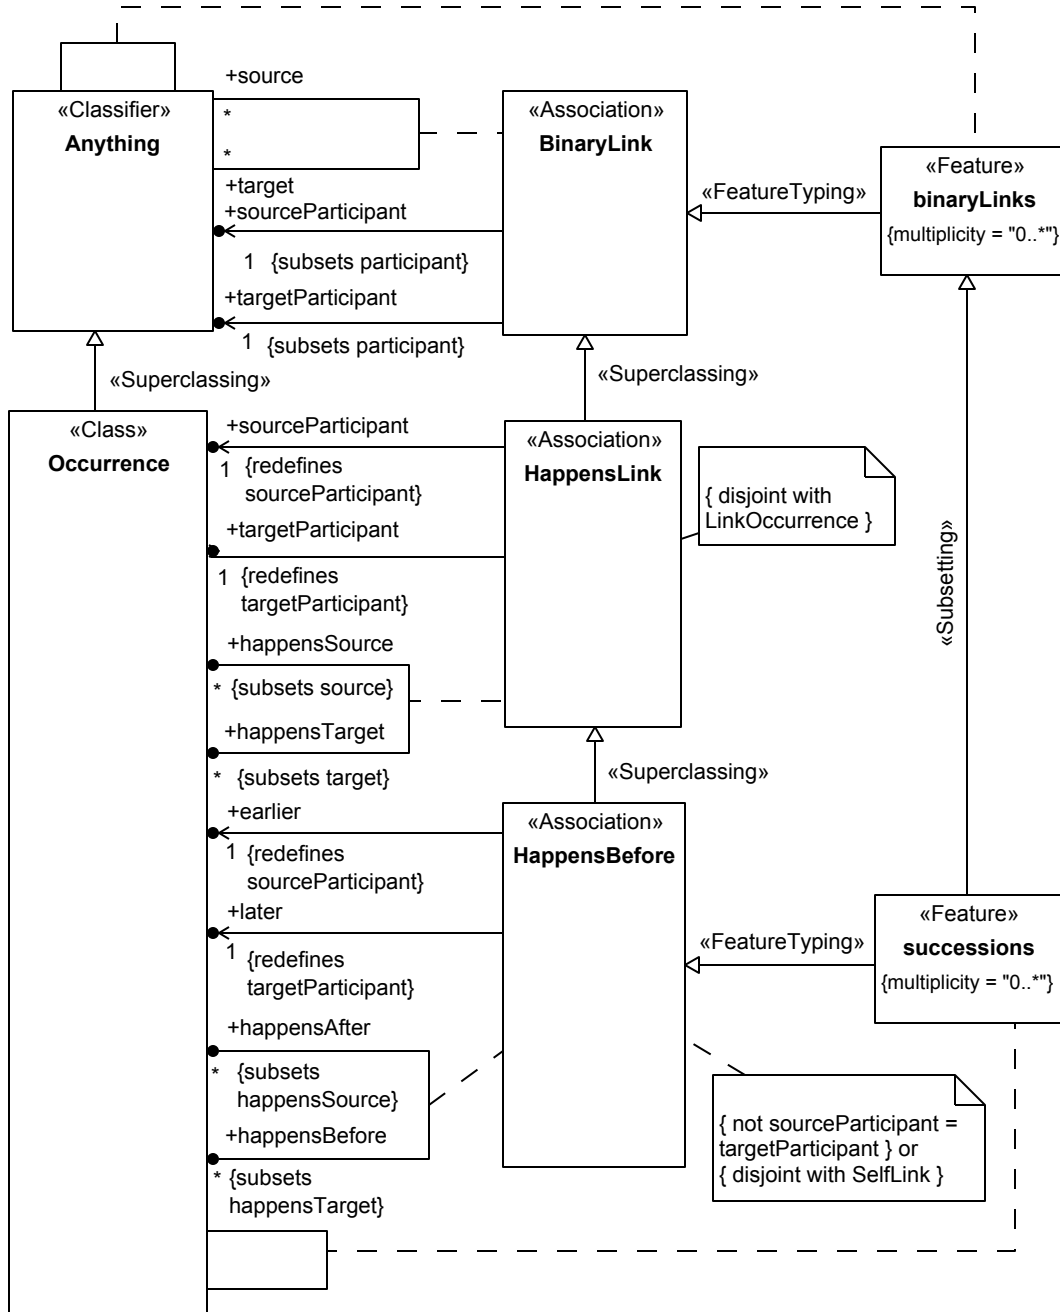 +source
«Classifier»
Anything
*
*
+target
«Association»
BinaryLink
«Feature»
binaryLinks
{multiplicity = "0..*"}
«FeatureTyping»
+sourceParticipant
1 {subsets participant}
+targetParticipant
1 {subsets participant}
«Superclassing»
«Superclassing»
«Class»
Occurrence
+sourceParticipant
1 {redefines
sourceParticipant}
+targetParticipant
1 {redefines
targetParticipant}
«Association»
HappensLink
{ disjoint with
LinkOccurrence }
«Subsetting»
+happensSource
* {subsets source}
+happensTarget
* {subsets target}
«Superclassing»
+earlier
1 {redefines
sourceParticipant}
+later
1 {redefines
targetParticipant}
«Association»
HappensBefore
«FeatureTyping»
«Feature»
successions
{multiplicity = "0..*"}
+happensAfter
* {subsets
happensSource}
+happensBefore
* {subsets
happensTarget}
{ not sourceParticipant =
targetParticipant } or
{ disjoint with SelfLink }